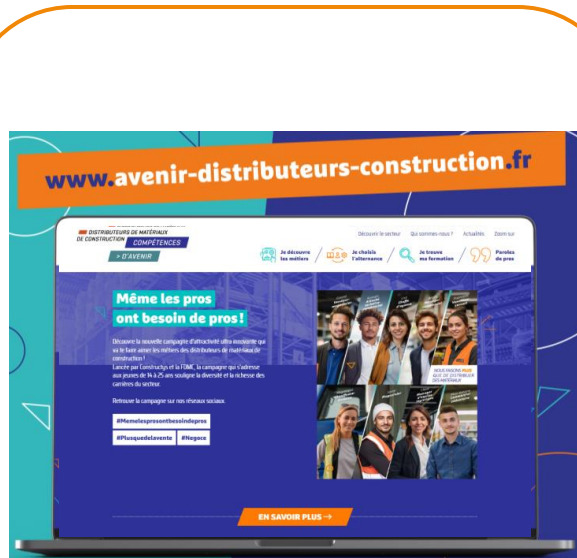 www.avenir-distributeurs-construction.fr
DISTRIBUTEURS DE MATÉRIAUX
DE CONSTRUCTION COMPÉTENCES
> D'AVENIR
Découvrir le secteur Qui sommes-nous ? Actualités Zoom sur
Je découvre
les métiers
Je choisis
l'alternance
Je trouve
ma formation
Paroles
de pros
Même les pros
ont besoin de pros !
Découvre la nouvelle campagne d'attractivité ultra innovante qui
va te faire aimer les métiers des distributeurs de matériaux de
construction !
Lancée par Constructys et la FDMC, la campagne qui s'adresse
aux jeunes de 14 à 25 ans souligne la diversité et la richesse des
carrières du secteur.
Retrouve la campagne sur nos réseaux sociaux.
#Memelesprosontbesoindepros
#Plusquedelavente #Negoce
NOUS FAISONS PLUS
QUE DE DISTRIBUER
DES MATÉRIAUX
EN SAVOIR PLUS →